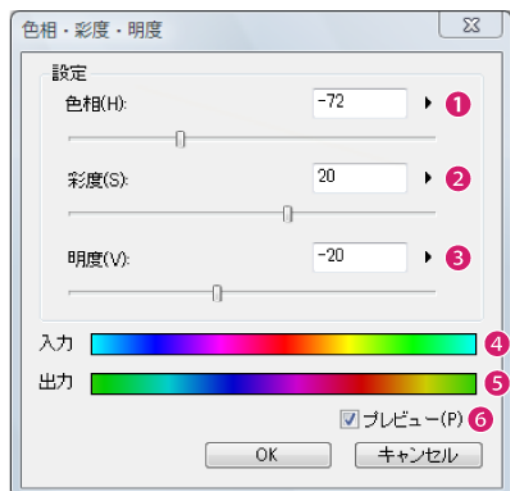 色相・彩度・明度
設定
色相(H):
-72
1
彩度(S):
20
2
明度(V):
-20
3
入力
4
出力
5
プレビュー(P) 6
OK
キャンセル